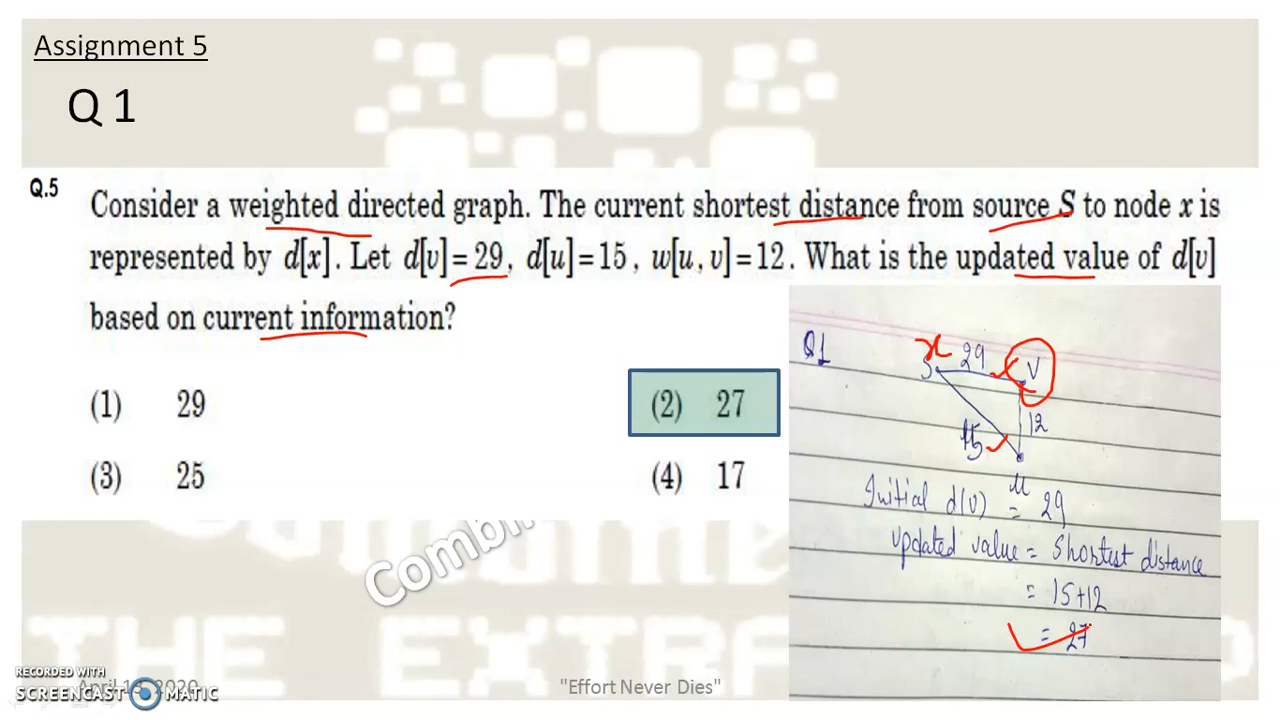 Assignment 5
Q 1
Q.5
Consider a weighted directed graph. The current shortest distance from source S to node x is
represented by d[x]. Let d[v]=29, d[u]=15, w[u,v]=12. What is the updated value of d[v]
based on current information?
(1) 29
(2) 27
(3) 25
(4) 17
Q1
x
S 29 V
15 12
u
Initial d(v) = 29
Updated value = Shortest distance
= 15+12
= 27
THE EXTRA
RECORDED WITH
SCREENCAST MATIC
2020
"Effort Never Dies"